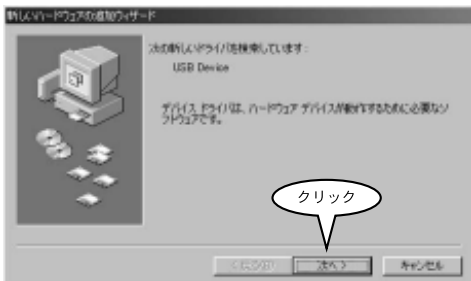 新しいハードウェアの追加ウィザード
次の新しいドライバを検索しています：
USB Device
デバイス ドライバは、ハードウェア デバイスが動作するために必要なソ
フトウェアです。
クリック
< 戻る(B)
次へ >
キャンセル